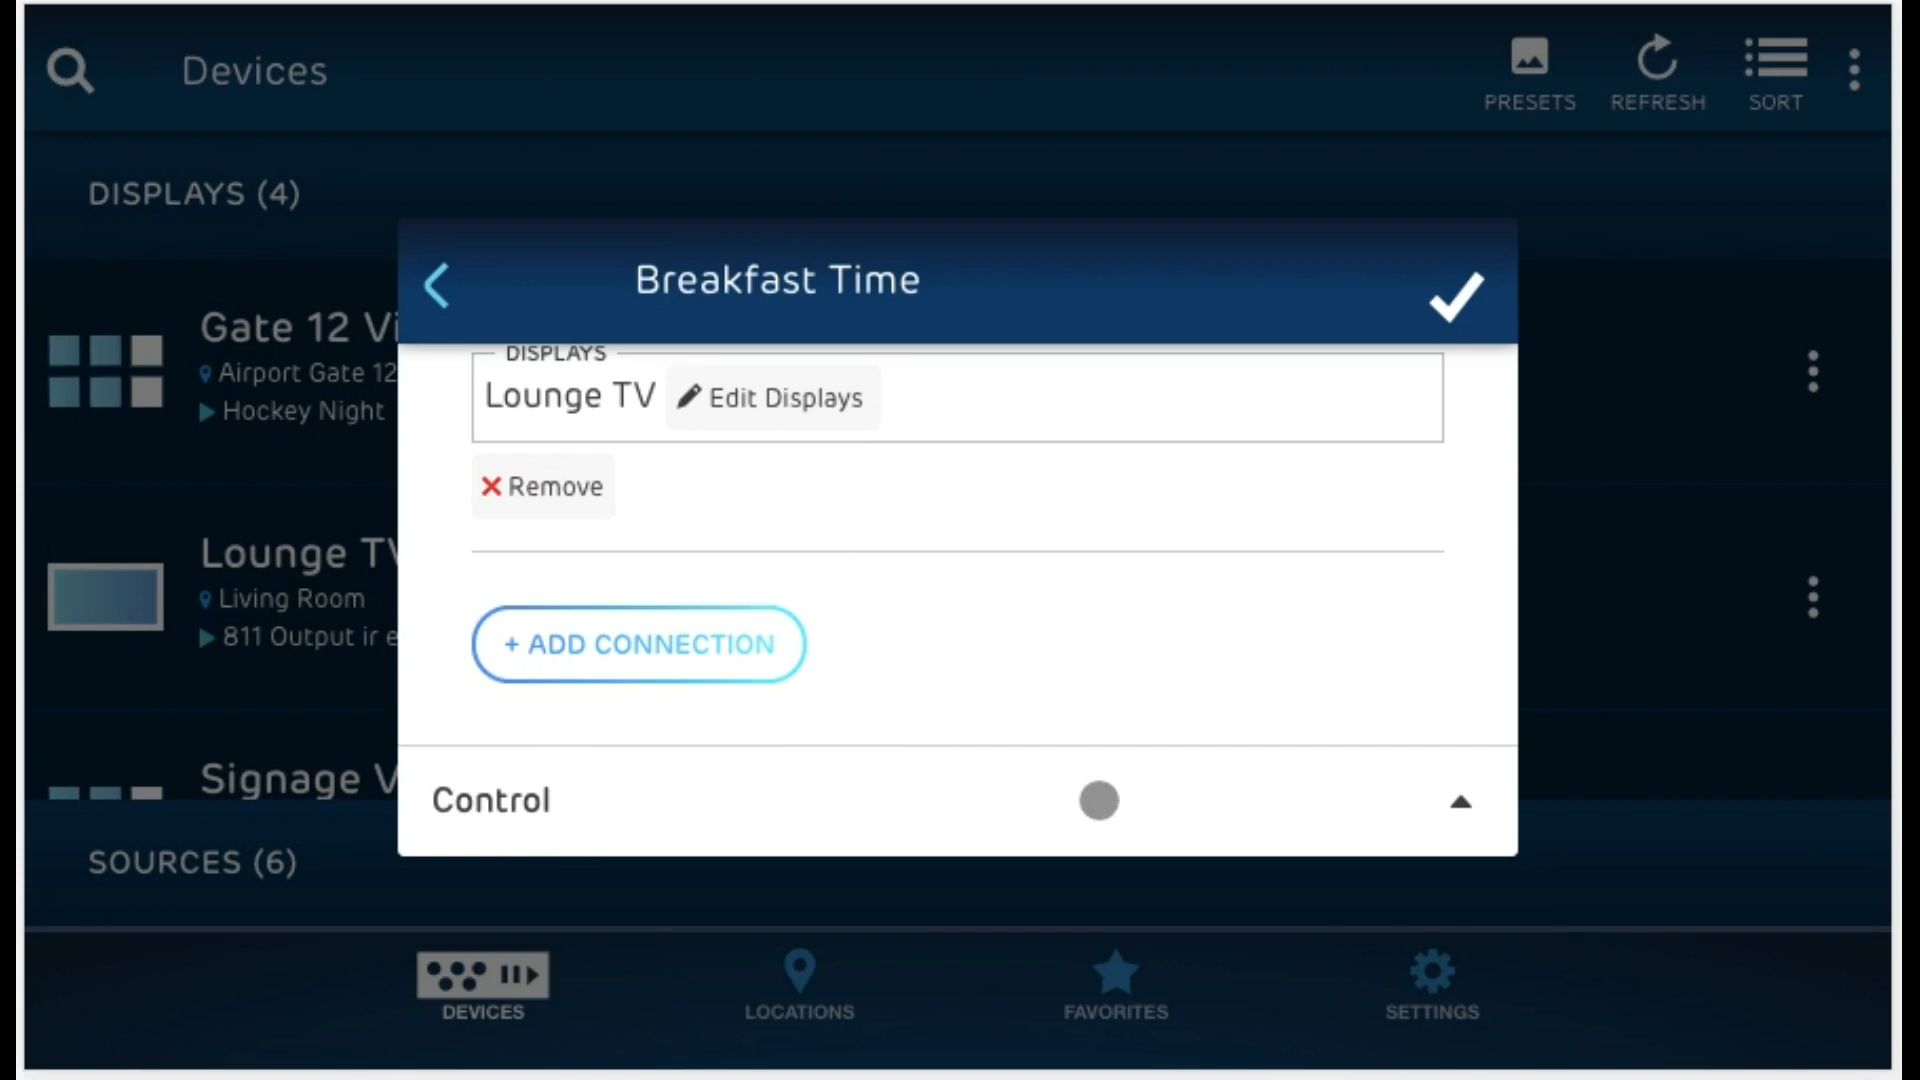 Devices
PRESETS
REFRESH
SORT
DISPLAYS (4)
Breakfast Time
Gate 12 Vi
Airport Gate 12
Hockey Night
DISPLAYS
Lounge TV
Edit Displays
Remove
Lounge TV
Living Room
811 Output ir e
+ ADD CONNECTION
Signage V
Control
SOURCES (6)
DEVICES
LOCATIONS
FAVORITES
SETTINGS